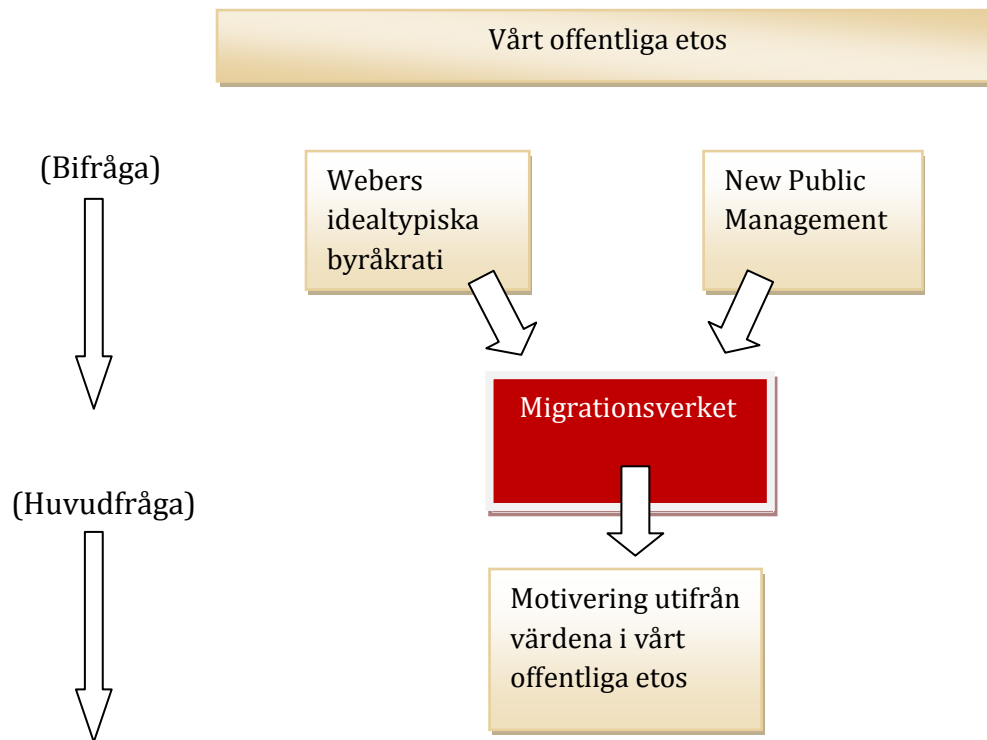 Vårt offentliga etos
(Bifråga)
Webers
idealtypiska
byråkrati
New Public
Management
Migrationsverket
(Huvudfråga)
Motivering utifrån
värdena i vårt
offentliga etos